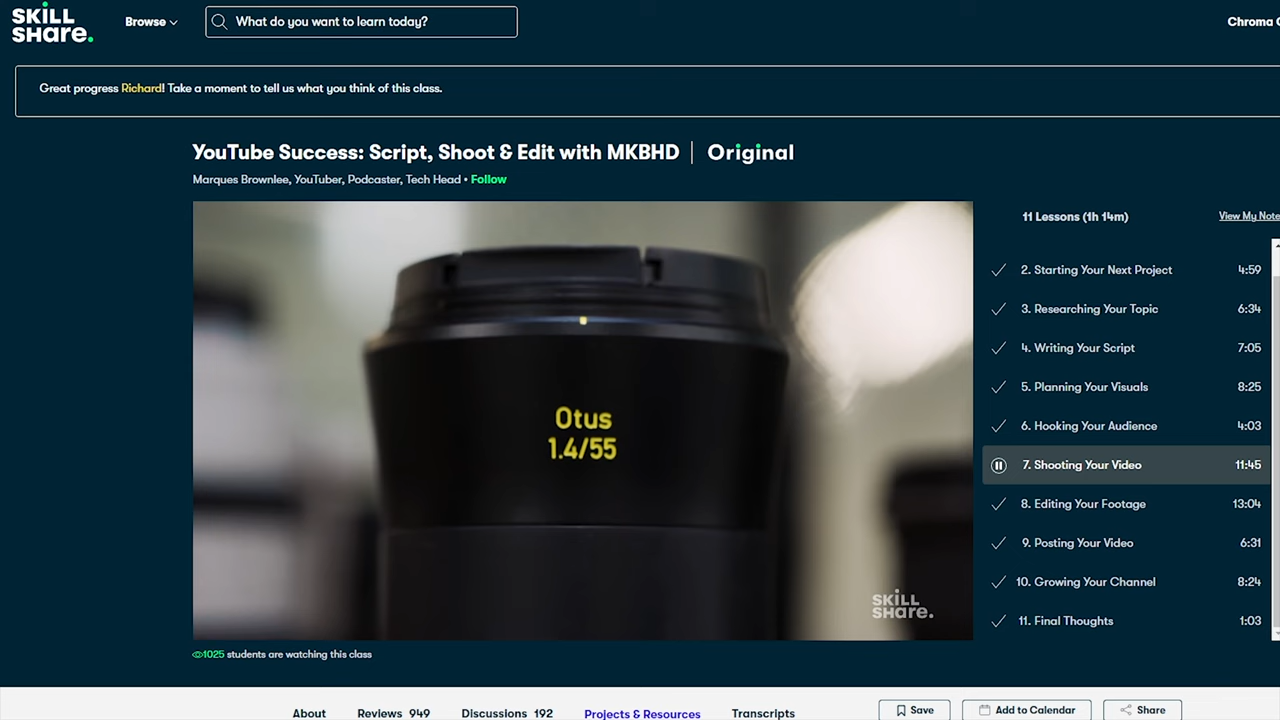 SKILL
SHARE.
Browse
What do you want to learn today?
Chroma
Great progress Richard! Take a moment to tell us what you think of this class.
YouTube Success: Script, Shoot & Edit with MKBHD | Original
Marques Brownlee, YouTuber, Podcaster, Tech Head • Follow
Otus
1.4/55
SKILL
SHARE.
11 Lessons (1h 14m)
View My Note
2. Starting Your Next Project 4:59
3. Researching Your Topic 6:34
4. Writing Your Script 7:05
5. Planning Your Visuals 8:25
6. Hooking Your Audience 4:03
7. Shooting Your Video 11:45
8. Editing Your Footage 13:04
9. Posting Your Video 6:31
10. Growing Your Channel 8:24
11. Final Thoughts 1:03
1025 students are watching this class
About
Reviews 949
Discussions 192
Projects & Resources
Transcripts
Save
Add to Calendar
Share